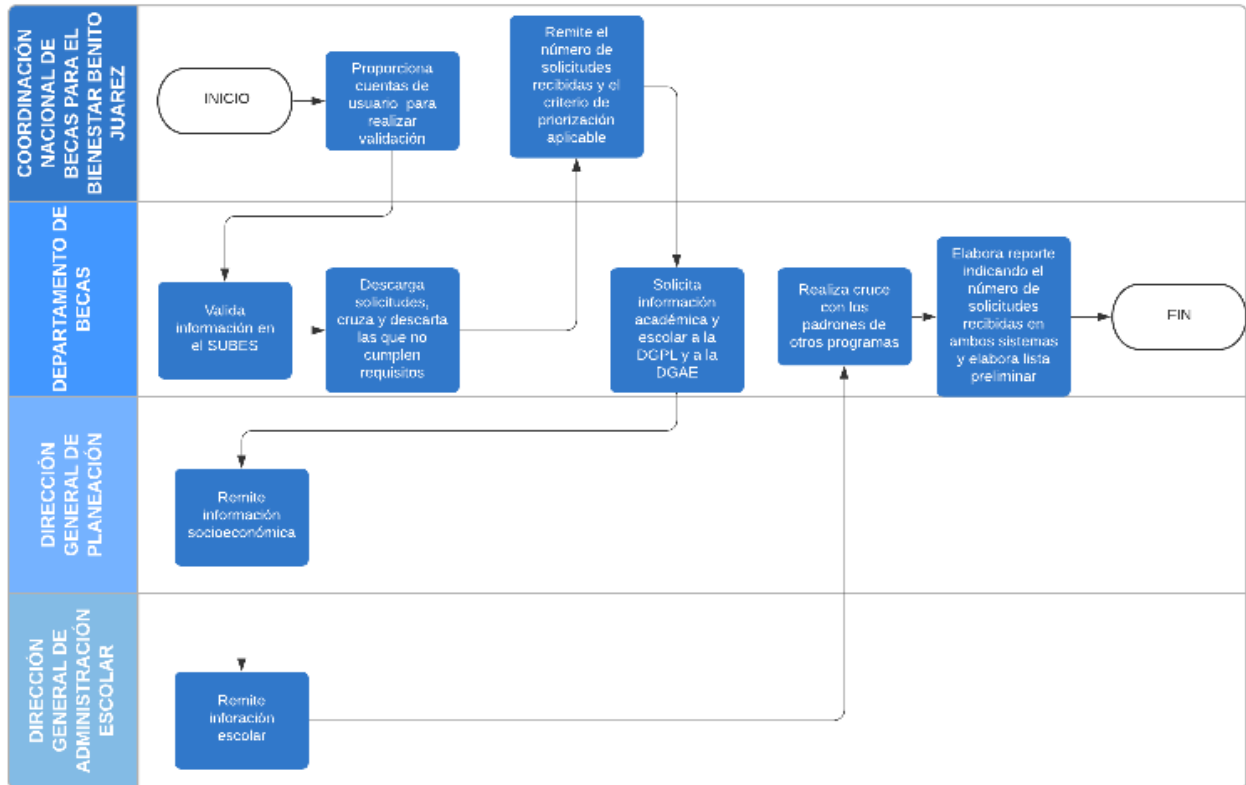 COORDINACIÓN
NACIONAL DE
BECAS PARA EL
BIENESTAR BENITO
JUAREZ
INICIO
Proporciona
cuentas de
usuario para
realizar
validación
Remite el
número de
solicitudes
recibidas y el
criterio de
priorización
aplicable
DEPARTAMENTO DE
BECAS
Valida
información en
el SUBES
Descarga
solicitudes,
cruza y descarta
las que no
cumplen
requisitos
Solicita
información
académica y
escolar a la
DGPL y a la
DGAE
Realiza cruce
con los
padrones de
otros programas
Elabora reporte
indicando el
número de
solicitudes
recibidas en
ambos sistemas
y elabora lista
preliminar
FIN
DIRECCIÓN
GENERAL DE
PLANEACIÓN
Remite
información
socioeconómica
DIRECCIÓN
GENERAL DE
ADMINISTRACIÓN
ESCOLAR
Remite
inforación
escolar